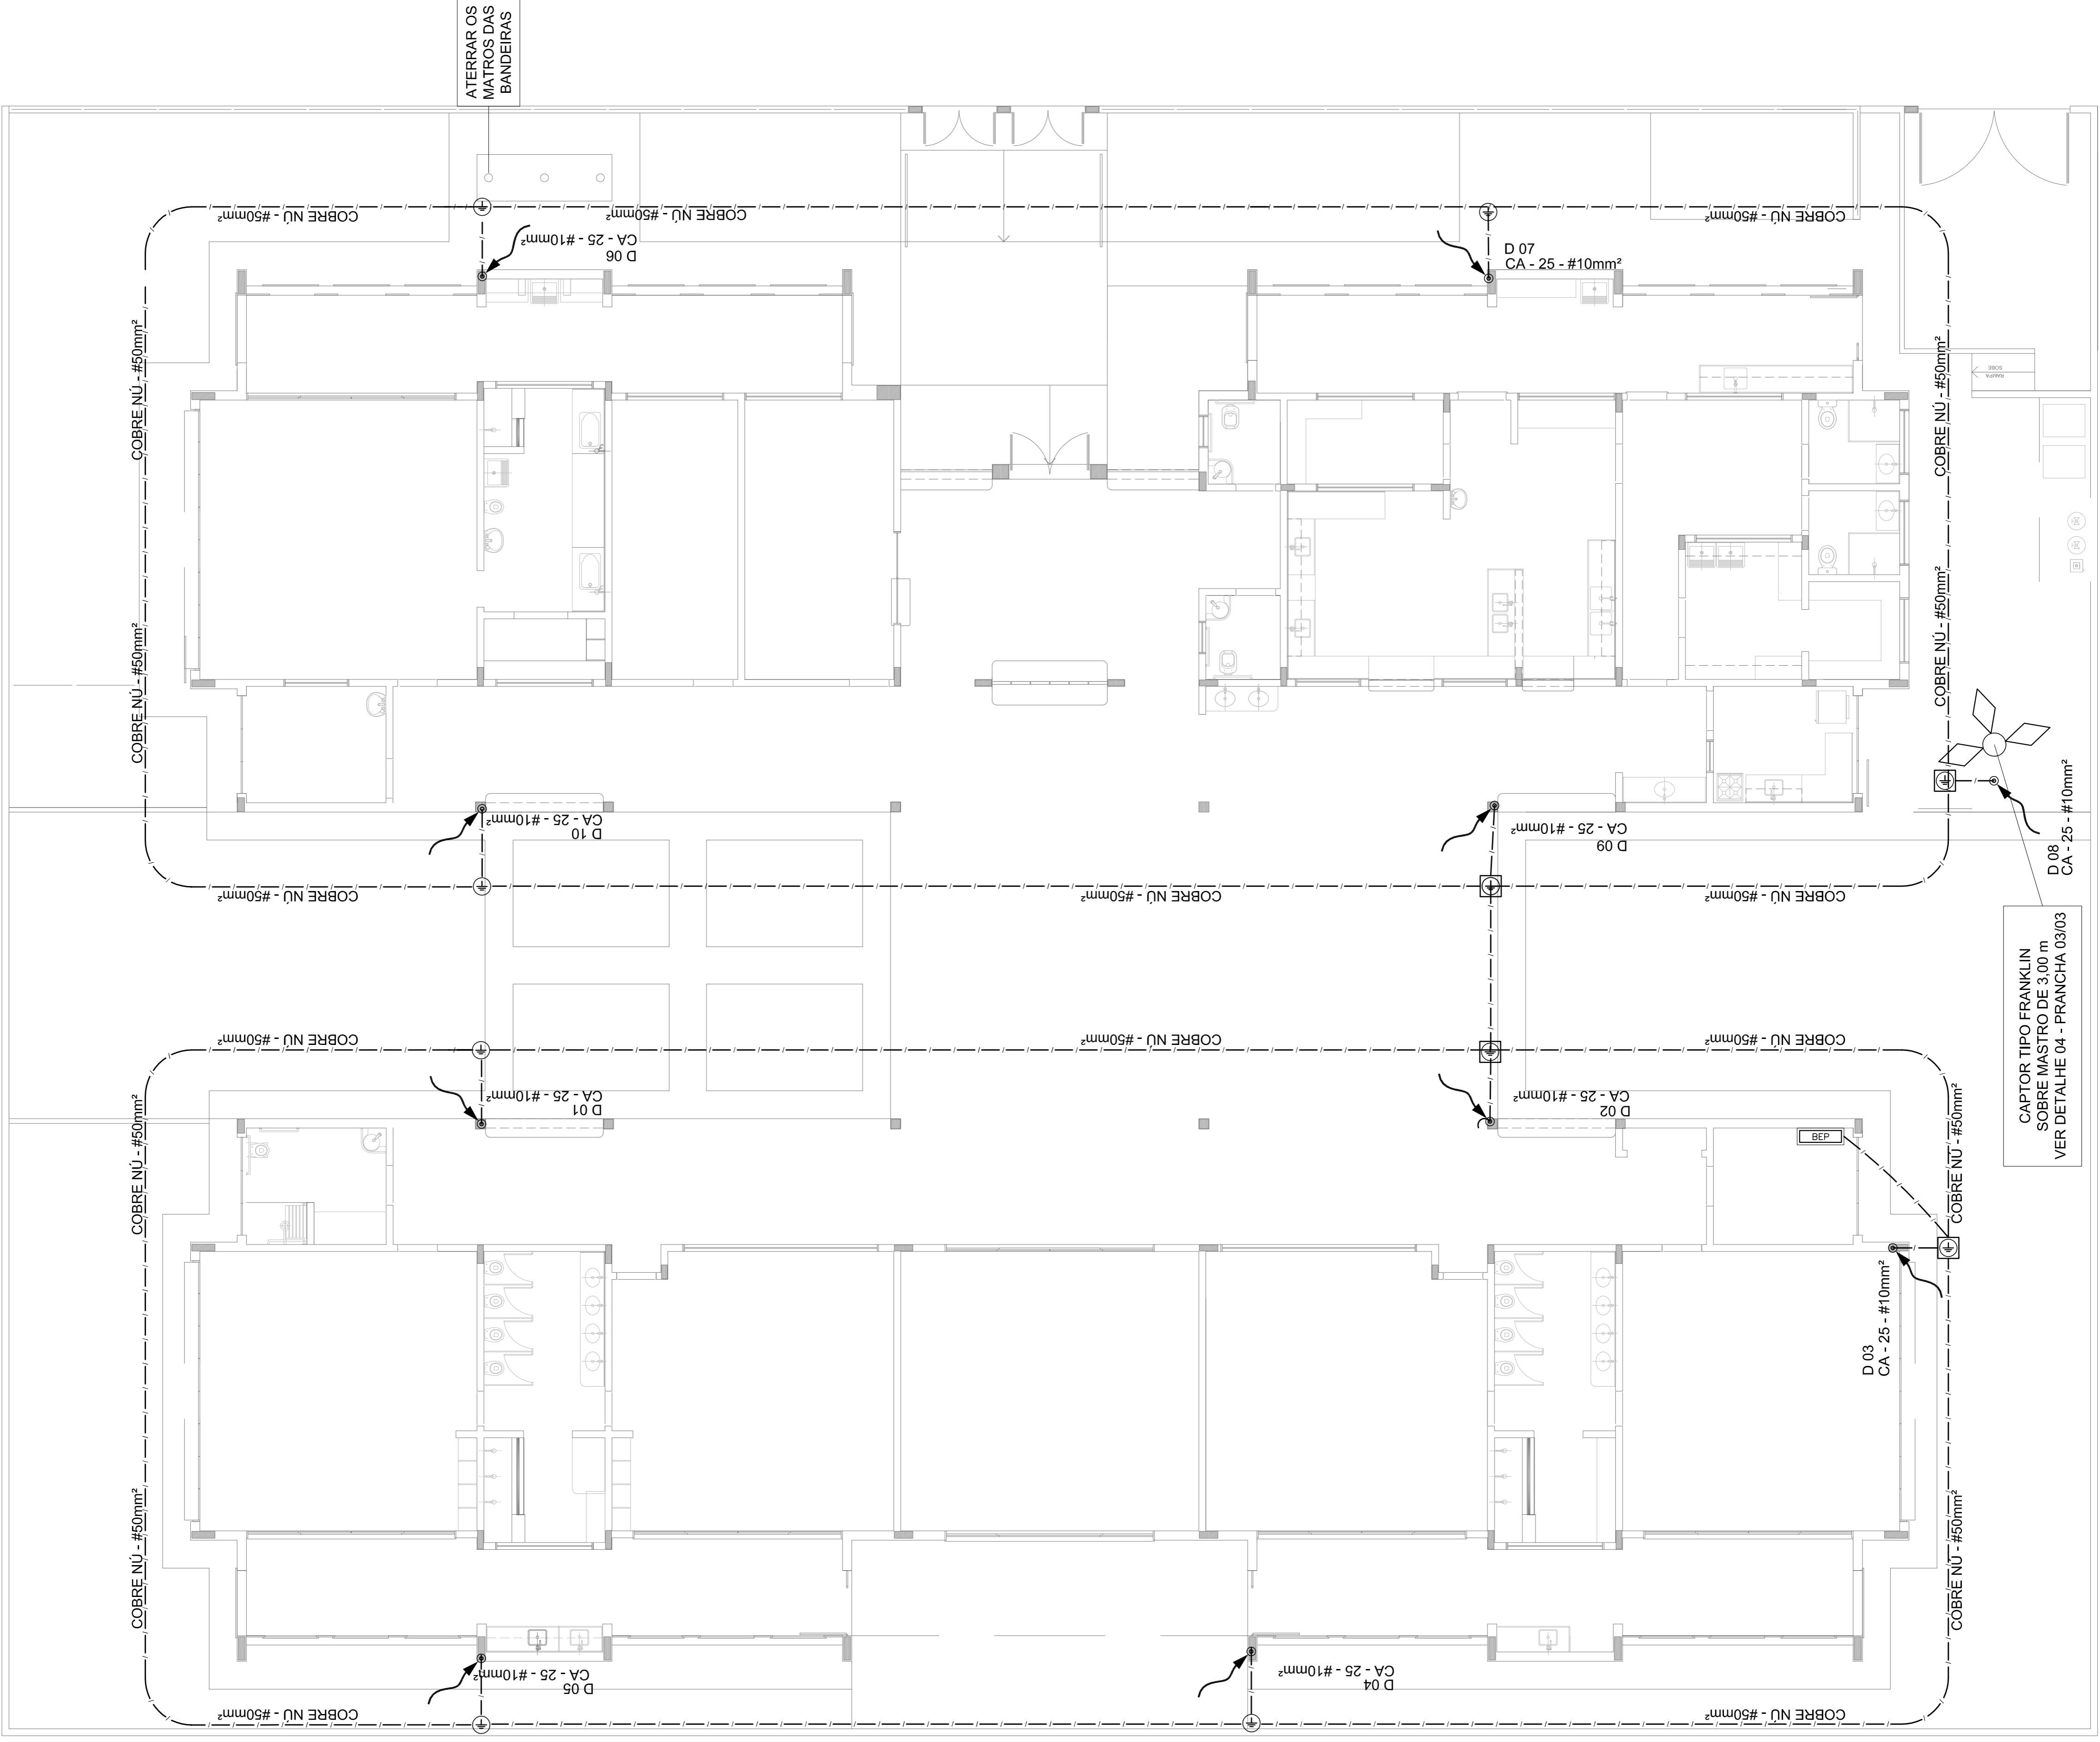 ATERRAR OS
MATROS DAS
BANDEIRAS
COBRE NÚ - #50mm²
COBRE NÚ - #50mm²
COBRE NÚ - #50mm²
CA - 25 - #10mm²
D 06
D 07
CA - 25 - #10mm²
COBRE NÚ - #50mm²
COBRE NÚ - #50mm²
RAMPA
SOBE
COBRE NÚ - #50mm²
COBRE NÚ - #50mm²
COBRE NÚ - #50mm²
CA - 25 - #10mm²
D 10
CA - 25 - #10mm²
D 09
D 08
CA - 25 - #10mm²
COBRE NÚ - #50mm²
COBRE NÚ - #50mm²
COBRE NÚ - #50mm²
CAPTOR TIPO FRANKLIN
SOBRE MASTRO DE 3,00 m
VER DETALHE 04 - PRANCHA 03/03
COBRE NÚ - #50mm²
COBRE NÚ - #50mm²
COBRE NÚ - #50mm²
CA - 25 - #10mm²
D 01
CA - 25 - #10mm²
D 02
COBRE NÚ - #50mm²
BEP
COBRE NÚ - #50mm²
D 03
CA - 25 - #10mm²
COBRE NÚ - #50mm²
COBRE NÚ - #50mm²
CA - 25 - #10mm²
D 05
CA - 25 - #10mm²
D 04
COBRE NÚ - #50mm²
COBRE NÚ - #50mm²